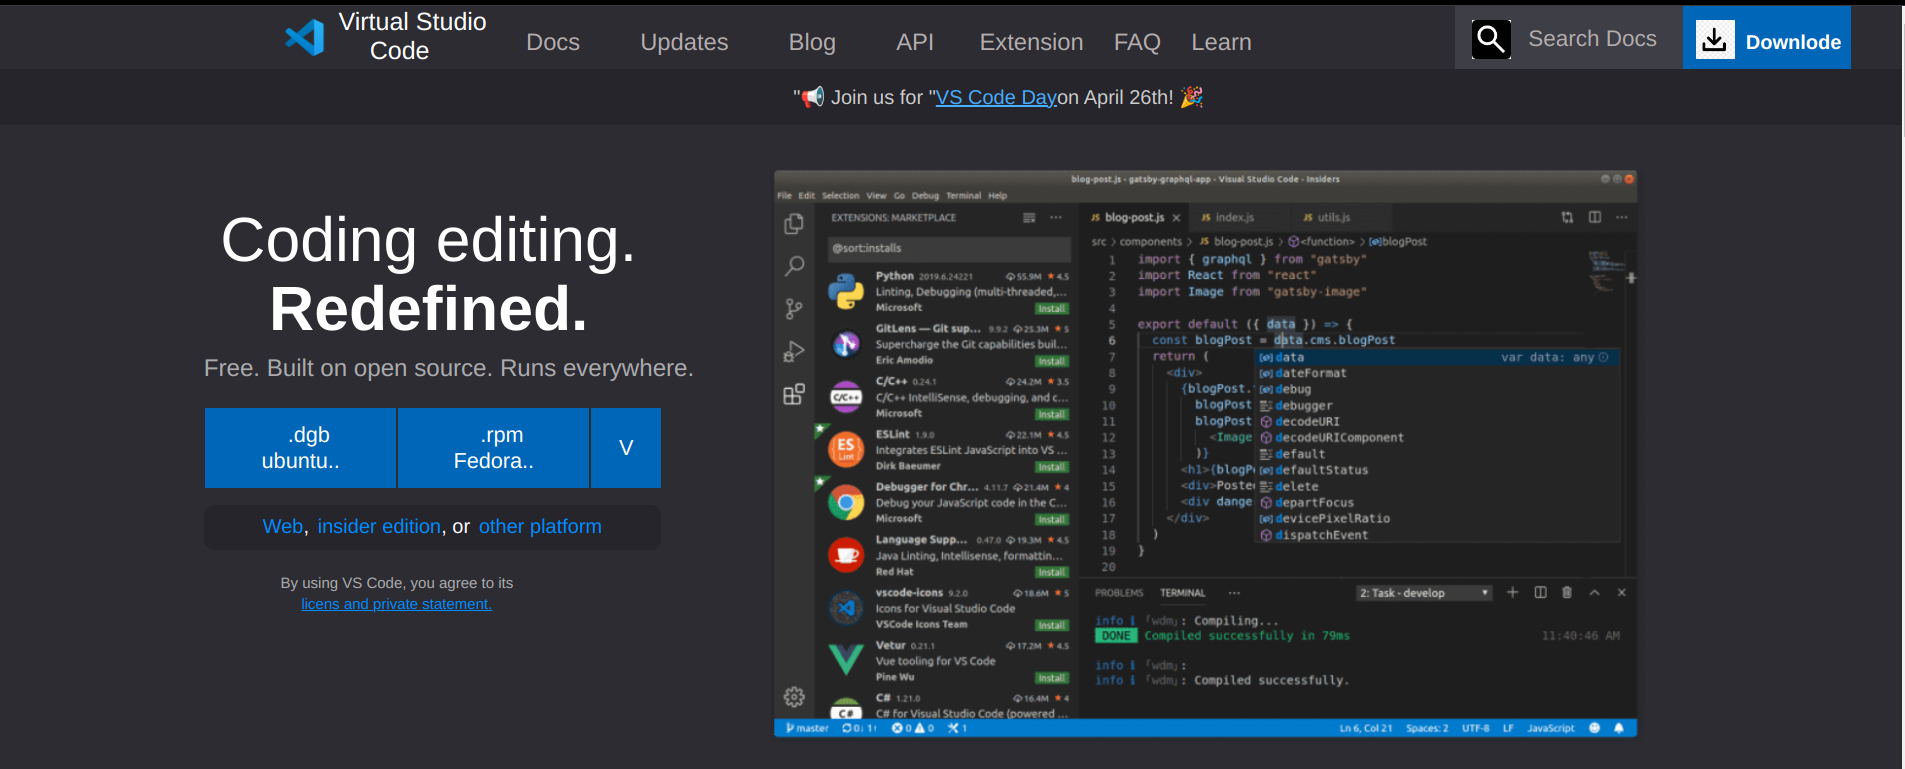 Virtual Studio
Code
Docs
Updates
Blog
API
Extension
FAQ
Learn
Search Docs
Downlode
"📢 Join us for "VS Code Dayon April 26th! 🎉
Coding editing.
Redefined.
Free. Built on open source. Runs everywhere.
.dgb
ubuntu..
.rpm
Fedora..
V
Web, insider edition, or other platform
By using VS Code, you agree to its
licens and private statement.
blog-post.js - gatsby-graphql-app - Visual Studio Code - Insiders
File Edit Selection View Go Debug Terminal Help
EXTENSIONS: MARKETPLACE
@sort:installs
Python 2019.6.24221 55.9M ★ 4.5
Linting, Debugging (multi-threaded,...
Microsoft Install
GitLens — Git sup... 9.9.2 25.3M ★ 5
Supercharge the Git capabilities buil...
Eric Amodio Install
C/C++ 0.24.1 24.2M ★ 3.5
C/C++ IntelliSense, debugging, and c...
Microsoft Install
C/C++
ESLint 1.9.0 22.1M ★ 4.5
Integrates ESLint JavaScript into VS ...
Dirk Baeumer Install
ES
Lint
Debugger for Chr... 4.11.7 21.4M ★ 4
Debug your JavaScript code in the C...
Microsoft Install
Language Supp... 0.47.0 19.3M ★ 4.5
Java Linting, Intellisense, formattin...
Red Hat Install
vscode-icons 9.2.0 18.6M ★ 5
Icons for Visual Studio Code
VSCode Icons Team Install
Vetur 0.21.1 17.2M ★ 4.5
Vue tooling for VS Code
Pine Wu Install
C# 1.21.0 16.4M ★ 4
C# for Visual Studio Code (powered ...
C#
JS blog-post.js ×
JS index.js
JS utils.js
src > components > JS blog-post.js > <function> > blogPost
1 import { graphql } from "gatsby"
2 import React from "react"
3 import Image from "gatsby-image"
4
5 export default ({ data }) => {
6 const blogPost = data.cms.blogPost
7 return (
8 <div>
9 {blogPost.
10 blogPost
11 blogPost
12 <Image
13 )}
14 <h1>{blogP
15 <div>Poste
16 <div dange
17 </div>
18 )
19 }
20
data var data: any
dateFormat
debug
debugger
decodeURI
decodeURIComponent
default
defaultStatus
delete
departFocus
devicePixelRatio
dispatchEvent
PROBLEMS TERMINAL ...
2: Task - develop
info i ｢wdm｣: Compiling...
DONE Compiled successfully in 79ms 11:40:46 AM
info i ｢wdm｣:
info i ｢wdm｣: Compiled successfully.
master 0↓ 1↑ 0 0 1
Ln 6, Col 21 Spaces: 2 UTF-8 LF JavaScript